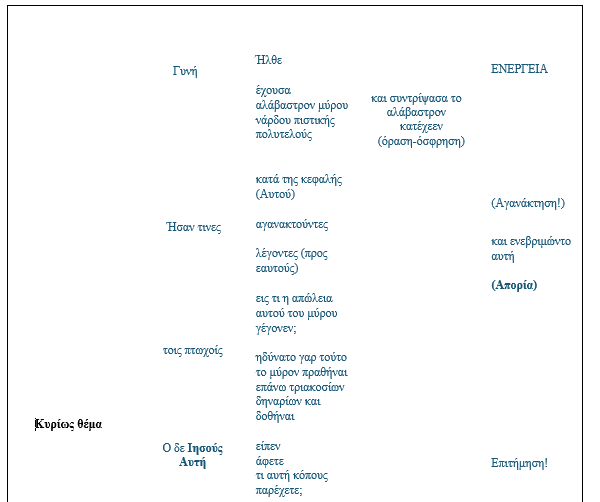 Ήλθε
Γυνή
ΕΝΕΡΓΕΙΑ
έχουσα
αλάβαστρον μύρου
νάρδου πιστικής
πολυτελούς
και συντρίψασα το
αλάβαστρον
κατέχεεν
(όραση-όσφρηση)
κατά της κεφαλής
(Αυτού)
(Αγανάκτηση!)
Ήσαν τινες
αγανακτούντες
λέγοντες (προς
εαυτούς)
και ενεβριμώντο
αυτή
(Απορία)
εις τι η απώλεια
αυτού του μύρου
γέγονεν;
τοις πτωχοίς
ηδύνατο γαρ τούτο
το μύρον πραθήναι
επάνω τριακοσίων
δηναρίων και
δοθήναι
Κυρίως θέμα
Ο δε Ιησούς
Αυτή
είπεν
άφετε
τι αυτή κόπους
παρέχετε;
Επιτίμηση!